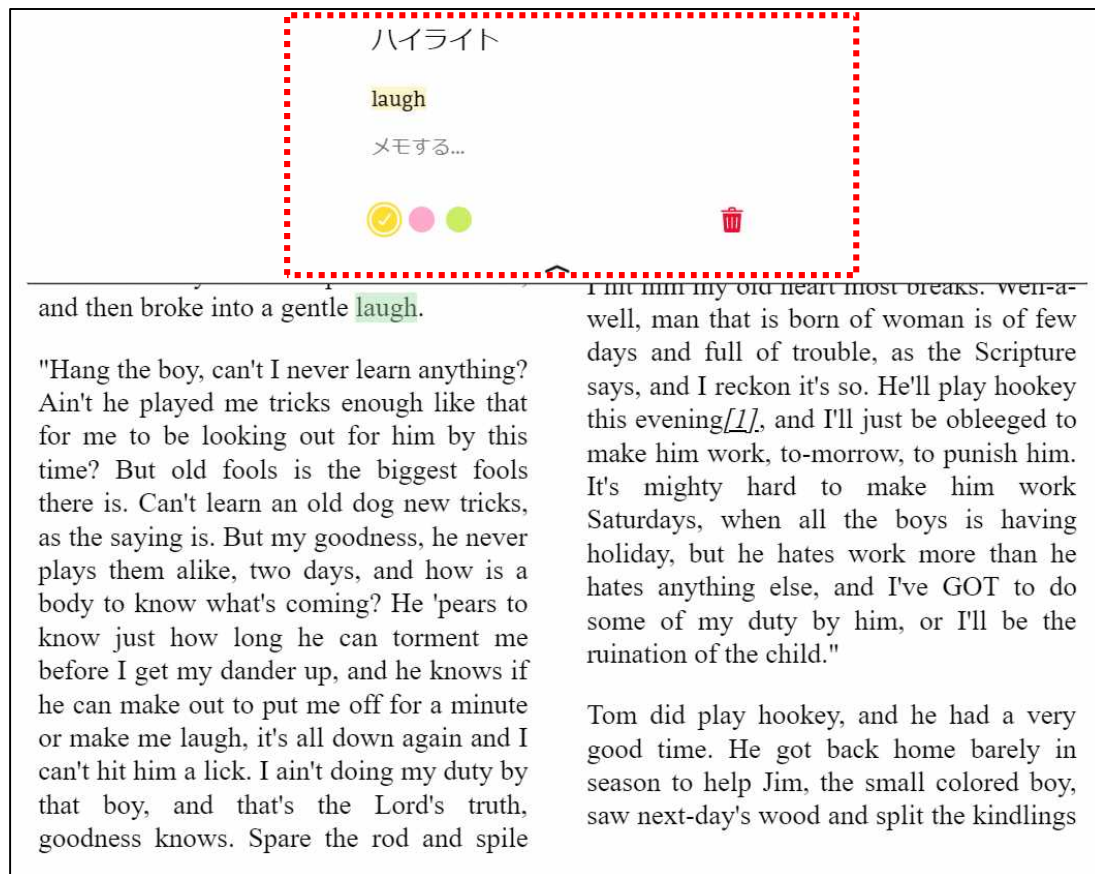 ハイライト
laugh
メモする...
and then broke into a gentle laugh.
"Hang the boy, can't I never learn anything?
Ain't he played me tricks enough like that
for me to be looking out for him by this
time? But old fools is the biggest fools
there is. Can't learn an old dog new tricks,
as the saying is. But my goodness, he never
plays them alike, two days, and how is a
body to know what's coming? He 'pears to
know just how long he can torment me
before I get my dander up, and he knows if
he can make out to put me off for a minute
or make me laugh, it's all down again and I
can't hit him a lick. I ain't doing my duty by
that boy, and that's the Lord's truth,
goodness knows. Spare the rod and spile
I hit him my old heart most breaks. Well-a-
well, man that is born of woman is of few
days and full of trouble, as the Scripture
says, and I reckon it's so. He'll play hookey
this evening[1], and I'll just be obleeged to
make him work, to-morrow, to punish him.
It's mighty hard to make him work
Saturdays, when all the boys is having
holiday, but he hates work more than he
hates anything else, and I've GOT to do
some of my duty by him, or I'll be the
ruination of the child."
Tom did play hookey, and he had a very
good time. He got back home barely in
season to help Jim, the small colored boy,
saw next-day's wood and split the kindlings